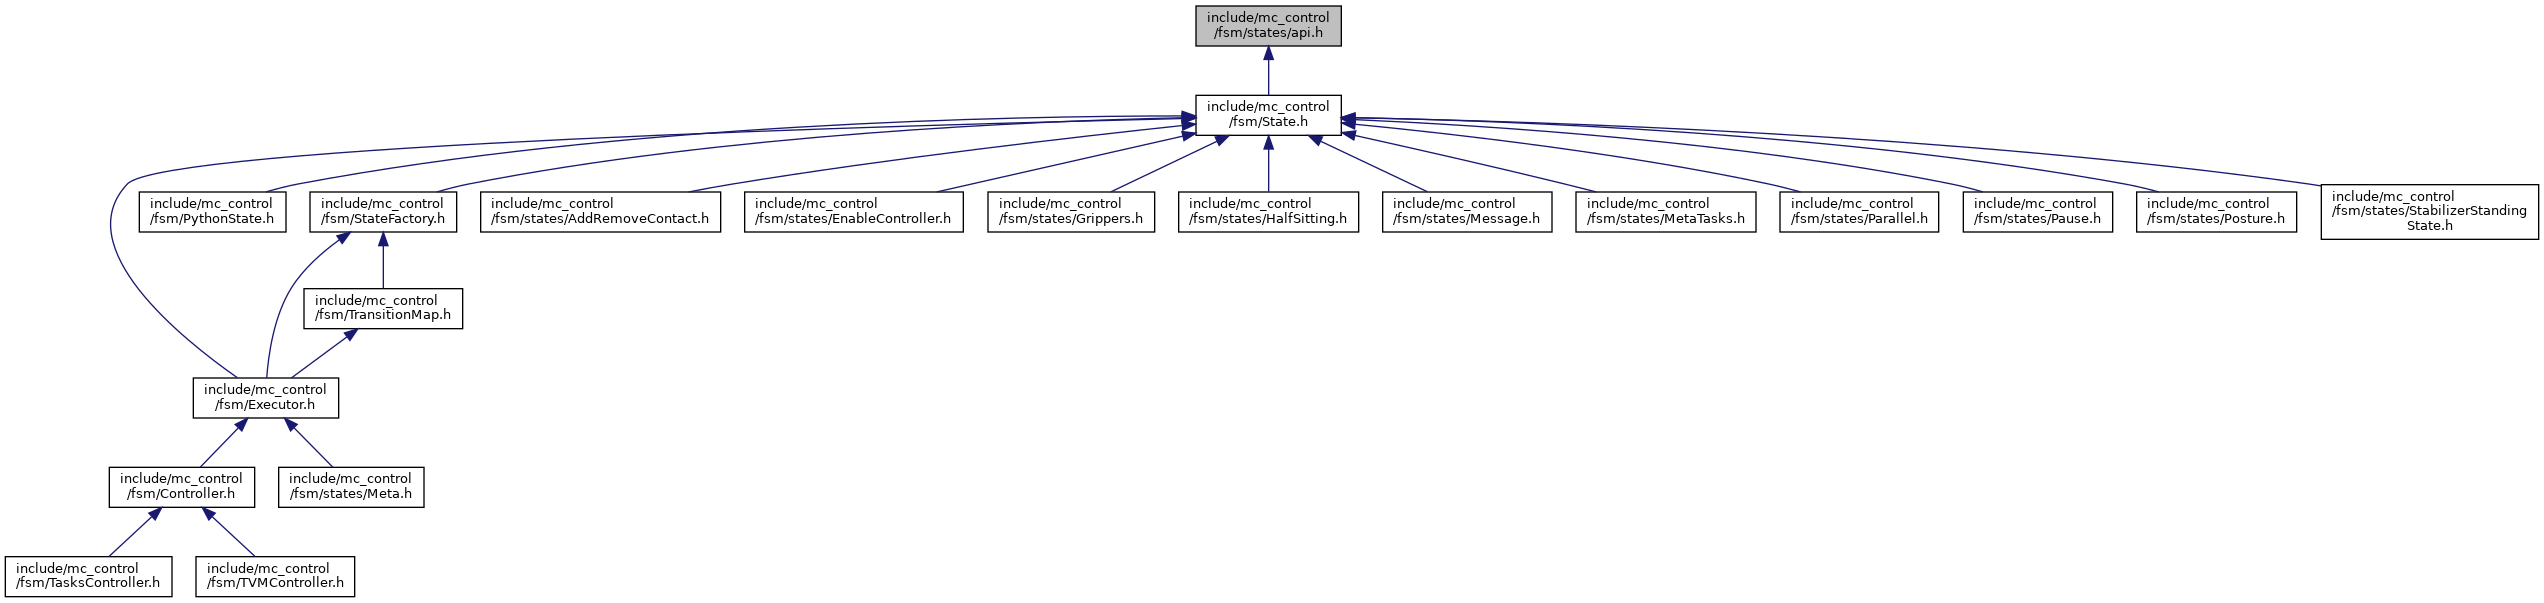 include/mc_control
/fsm/states/api.h
include/mc_control
/fsm/State.h
include/mc_control
/fsm/PythonState.h
include/mc_control
/fsm/StateFactory.h
include/mc_control
/fsm/states/AddRemoveContact.h
include/mc_control
/fsm/states/EnableController.h
include/mc_control
/fsm/states/Grippers.h
include/mc_control
/fsm/states/HalfSitting.h
include/mc_control
/fsm/states/Message.h
include/mc_control
/fsm/states/MetaTasks.h
include/mc_control
/fsm/states/Parallel.h
include/mc_control
/fsm/states/Pause.h
include/mc_control
/fsm/states/Posture.h
include/mc_control
/fsm/states/StabilizerStanding
State.h
include/mc_control
/fsm/TransitionMap.h
include/mc_control
/fsm/Executor.h
include/mc_control
/fsm/Controller.h
include/mc_control
/fsm/states/Meta.h
include/mc_control
/fsm/TasksController.h
include/mc_control
/fsm/TVMController.h